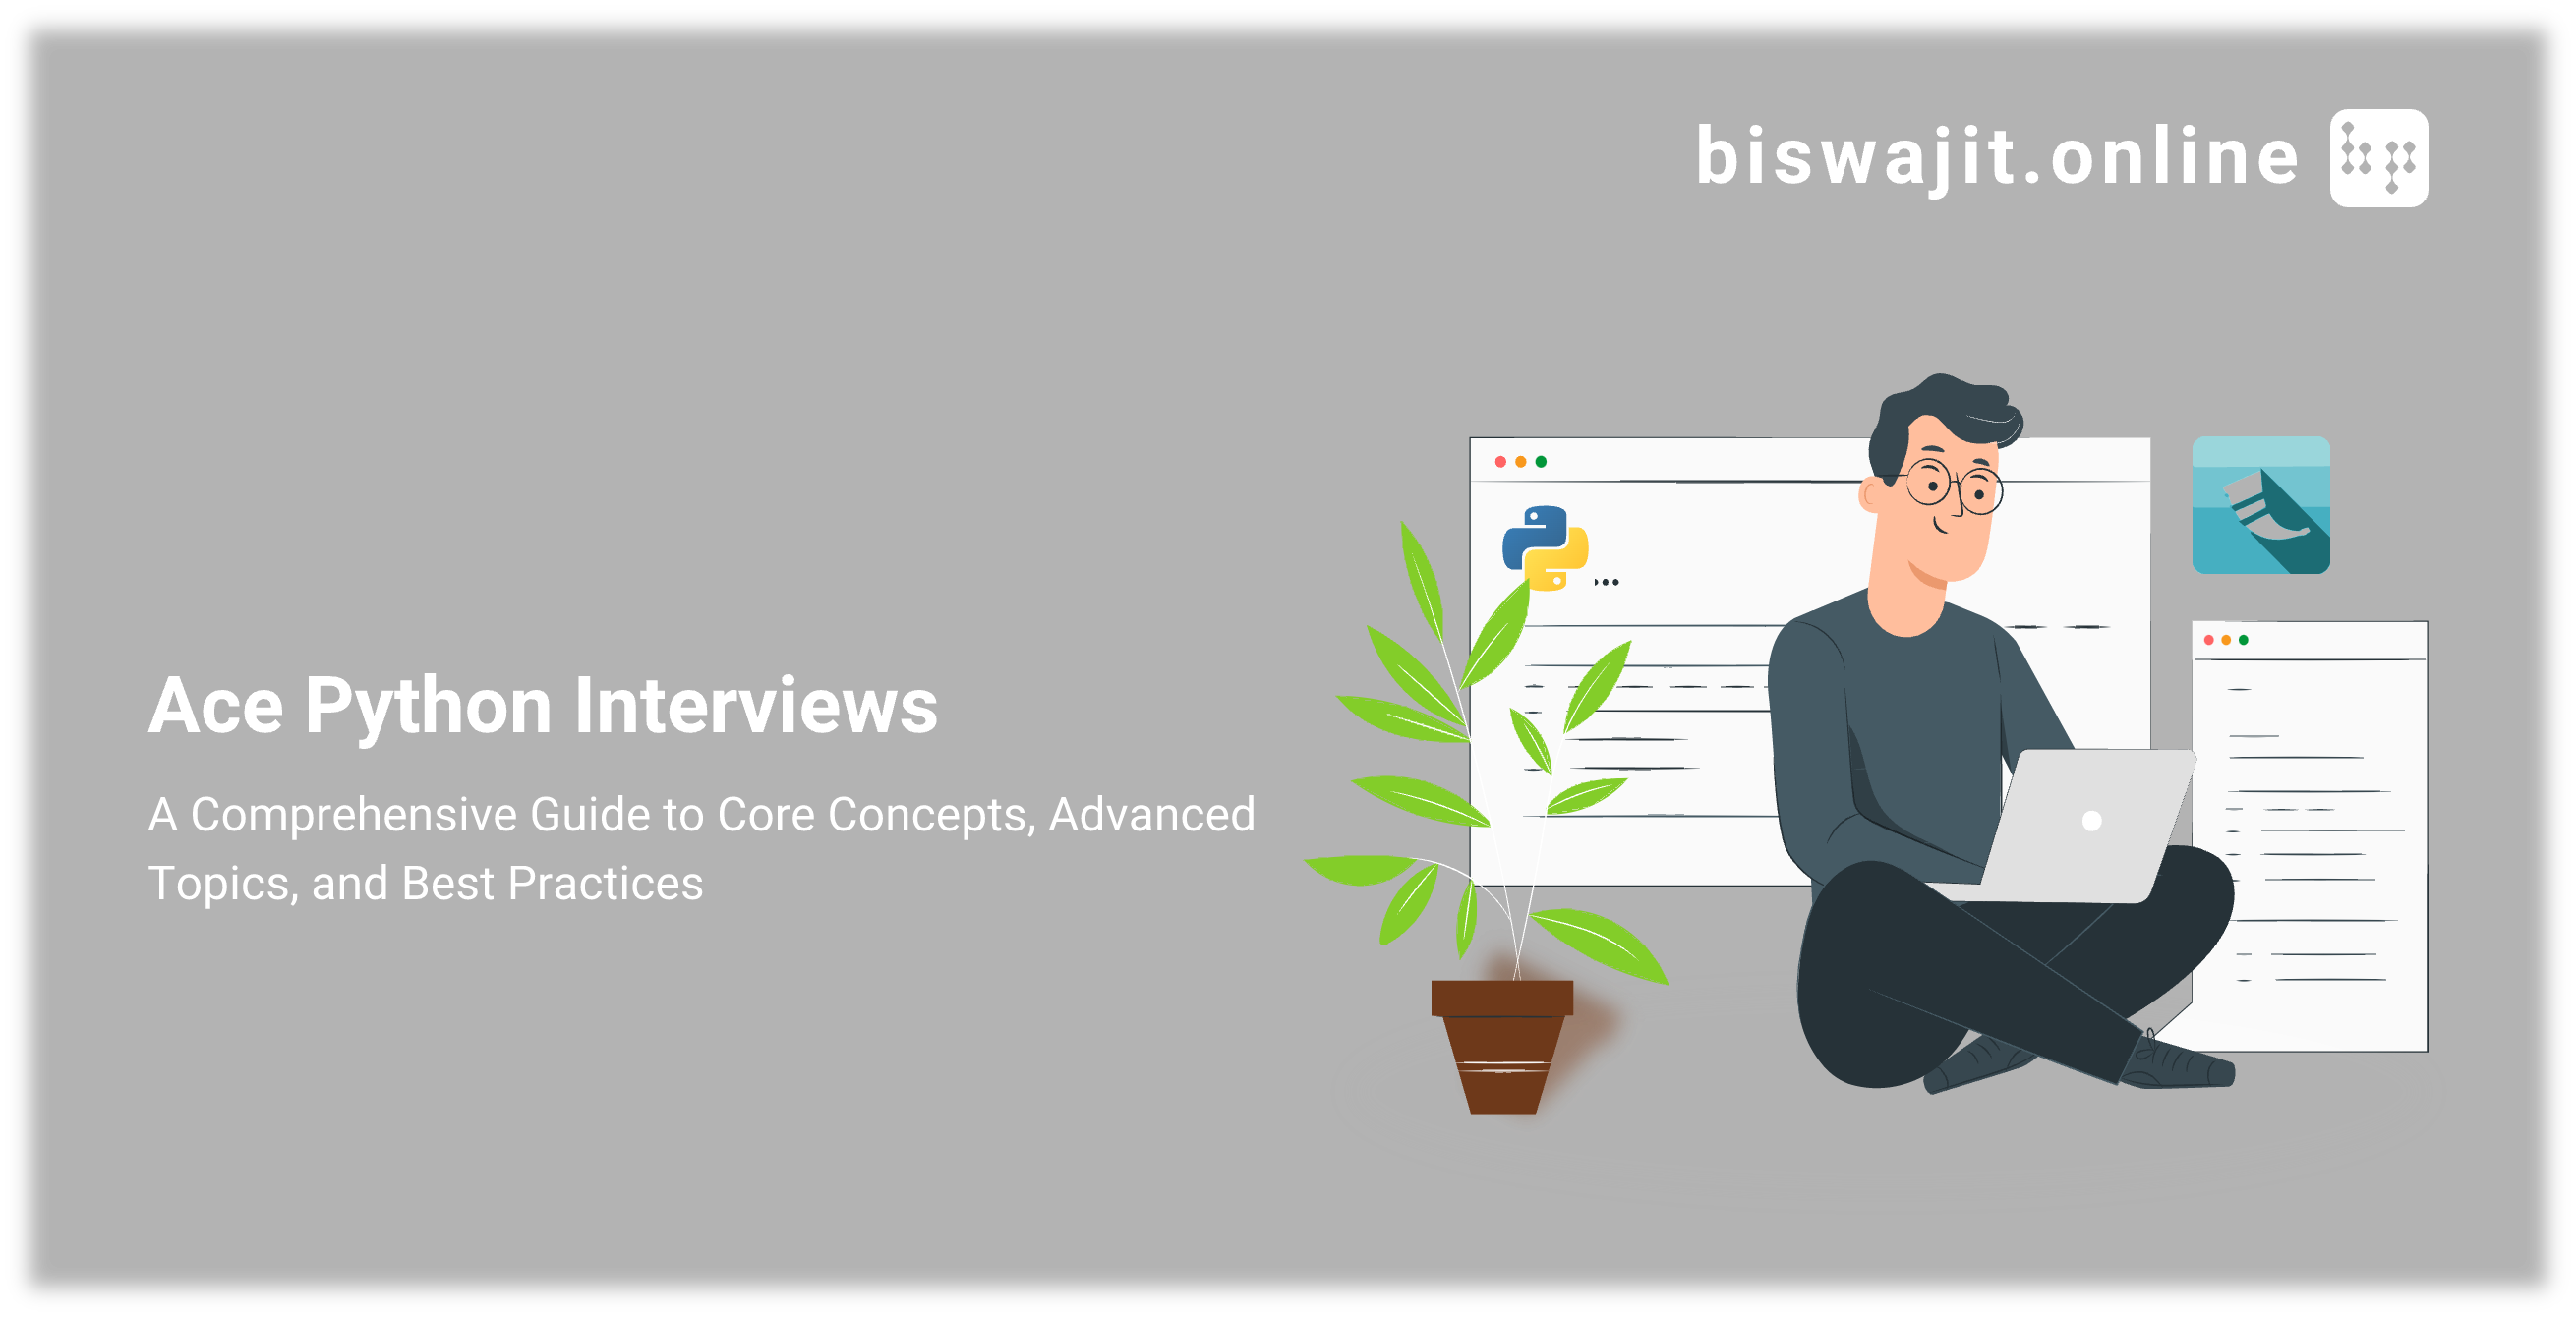 biswajit.online
Ace Python Interviews
A Comprehensive Guide to Core Concepts, Advanced
Topics, and Best Practices